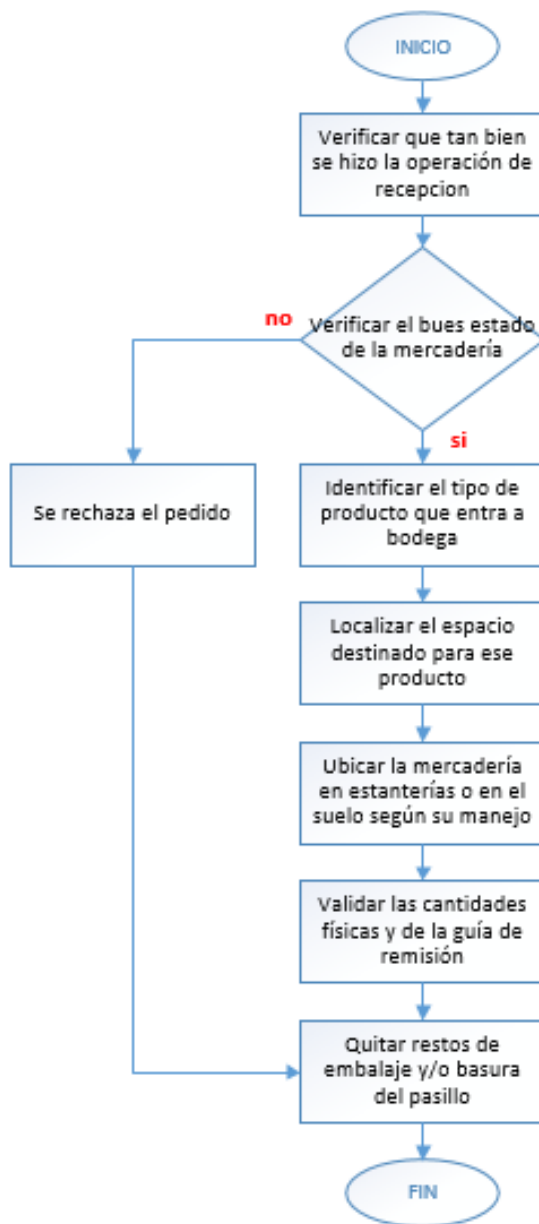 INICIO
Verificar que tan bien
se hizo la operación de
recepcion
no
Verificar el bues estado
de la mercadería
si
Se rechaza el pedido
Identificar el tipo de
producto que entra a
bodega
Localizar el espacio
destinado para ese
producto
Ubicar la mercadería
en estanterías o en el
suelo según su manejo
Validar las cantidades
físicas y de la guía de
remisión
Quitar restos de
embalaje y/o basura
del pasillo
FIN